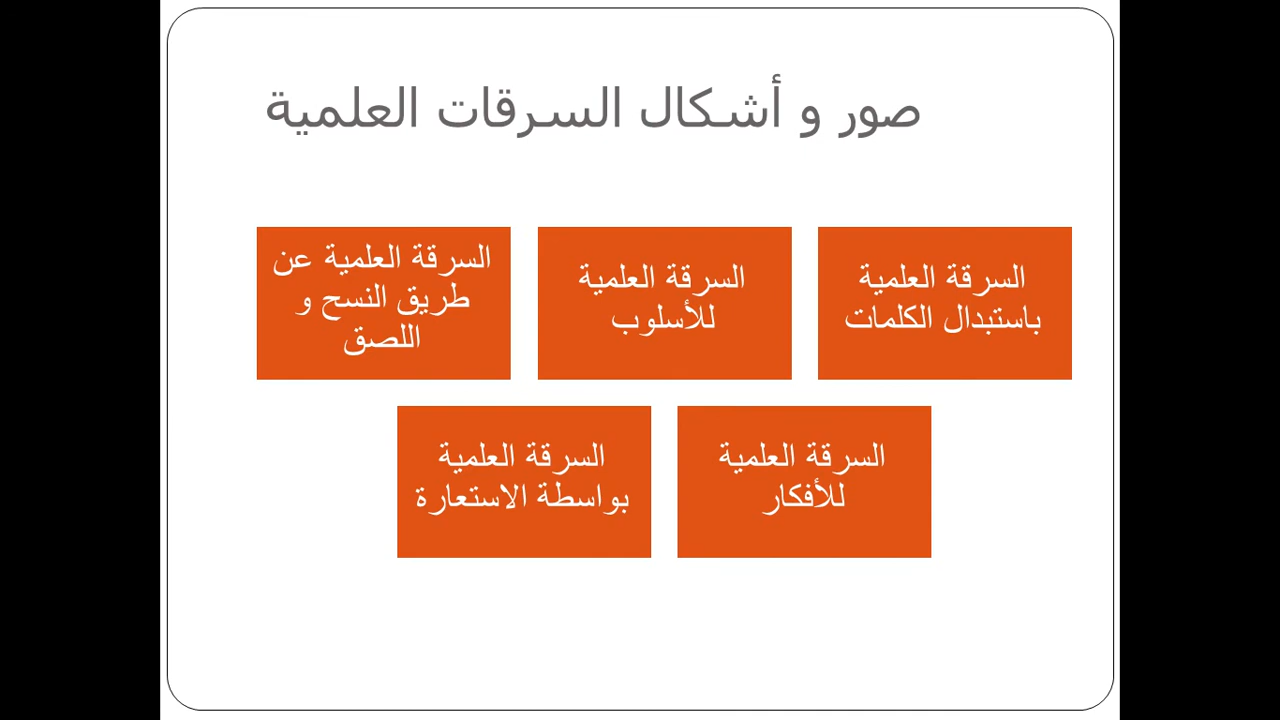 صور و أشكال السرقات العلمية
السرقة العلمية
باستبدال الكلمات
السرقة العلمية
للأسلوب
السرقة العلمية عن
طريق النسح و
اللصق
السرقة العلمية
للأفكار
السرقة العلمية
بواسطة الاستعارة